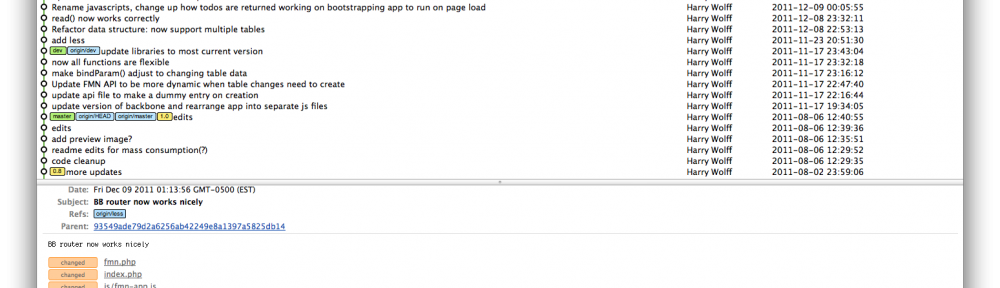 Rename javascripts, change up how todos are returned working on bootstrapping app to run on page load Harry Wolff 2011-12-09 00:05:55
read() now works correctly Harry Wolff 2011-12-08 23:32:11
Refactor data structure: now support multiple tables Harry Wolff 2011-12-08 22:53:13
add less Harry Wolff 2011-11-23 20:51:30
dev origin/dev update libraries to most current version Harry Wolff 2011-11-17 23:43:04
now all functions are flexible Harry Wolff 2011-11-17 23:32:18
make bindParam() adjust to changing table data Harry Wolff 2011-11-17 23:16:12
Update FMN API to be more dynamic when table changes need to create Harry Wolff 2011-11-17 22:47:40
update api file to make a dummy entry on creation Harry Wolff 2011-11-17 22:16:44
update version of backbone and rearrange app into separate js files Harry Wolff 2011-11-17 19:34:05
master origin/HEAD origin/master 1.0 edits Harry Wolff 2011-08-06 12:40:55
edits Harry Wolff 2011-08-06 12:39:36
add preview image? Harry Wolff 2011-08-06 12:35:51
readme edits for mass consumption(?) Harry Wolff 2011-08-06 12:29:52
code cleanup Harry Wolff 2011-08-06 12:29:35
0.8 more updates Harry Wolff 2011-08-02 23:59:06
Date: Fri Dec 09 2011 01:13:56 GMT-0500 (EST)
Subject: BB router now works nicely
Refs: origin/less
Parent: 93549ade79d2a6256ab42249e8a1397a5825db14
BB router now works nicely
changed fmn.php
changed index.php
changed js/fmn-app.js